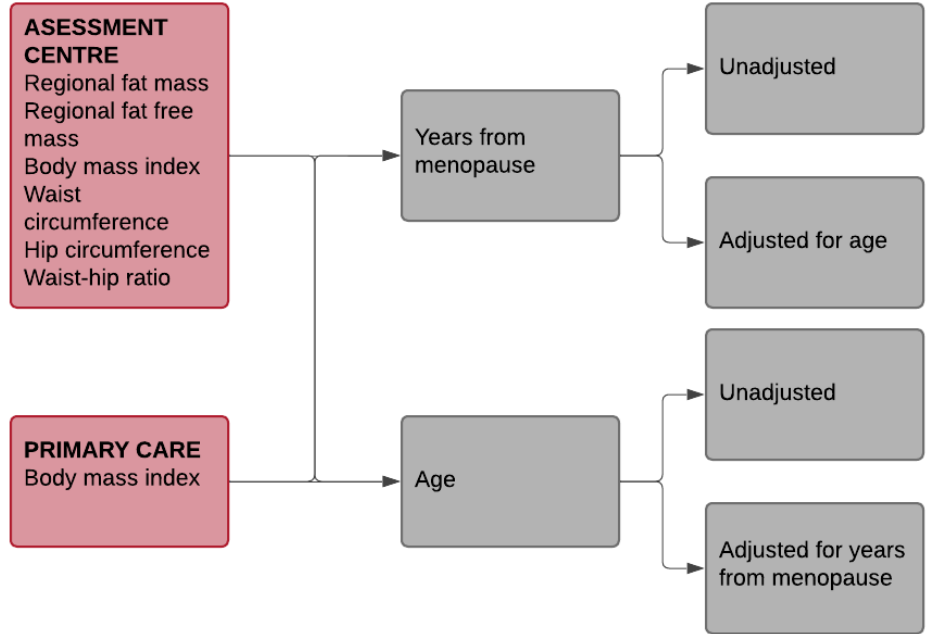 ASESSMENT
CENTRE
Regional fat mass
Regional fat free
mass
Body mass index
Waist
circumference
Hip circumference
Waist-hip ratio
PRIMARY CARE
Body mass index
Years from
menopause
Age
Unadjusted
Adjusted for age
Unadjusted
Adjusted for years
from menopause